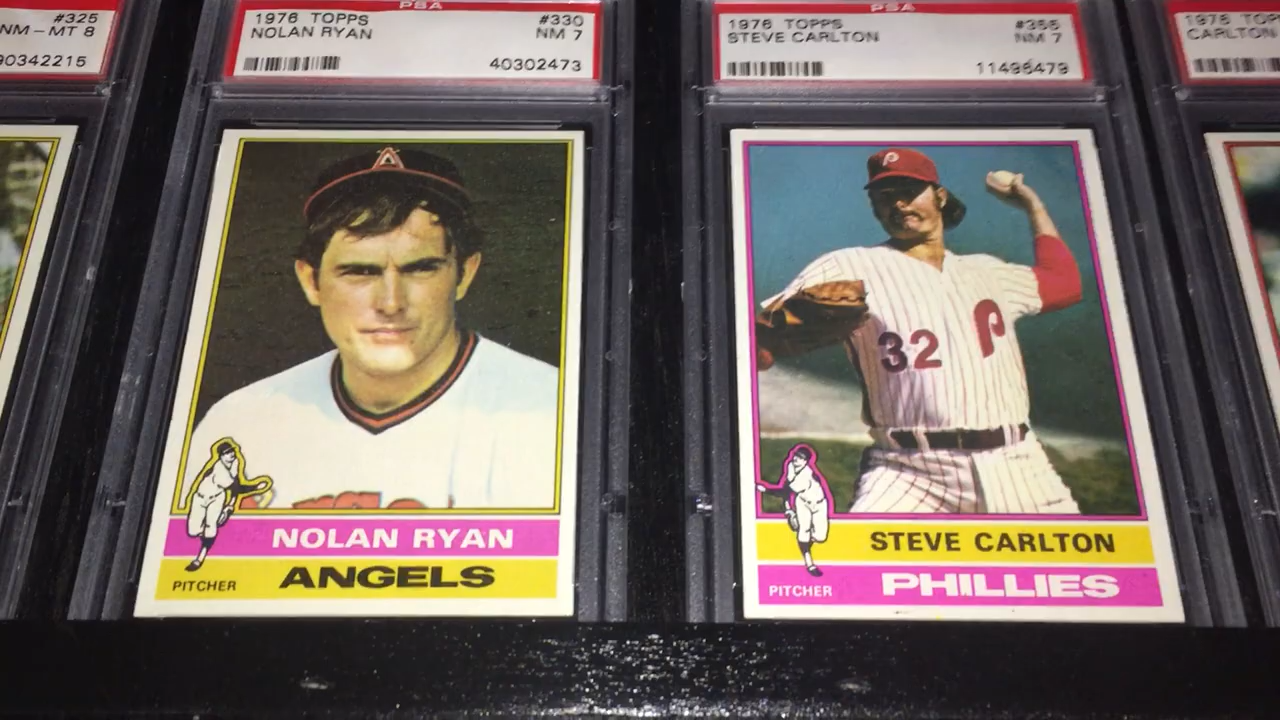 #325
NM-MT 8
90342215
PSA
1976 TOPPS #330
NOLAN RYAN NM 7
40302473
PSA
1976 TOPPS #355
STEVE CARLTON NM 7
11496479
1976 TOP
CARLTON
A
NOLAN RYAN
PITCHER ANGELS
P
32
P
STEVE CARLTON
PITCHER PHILLIES